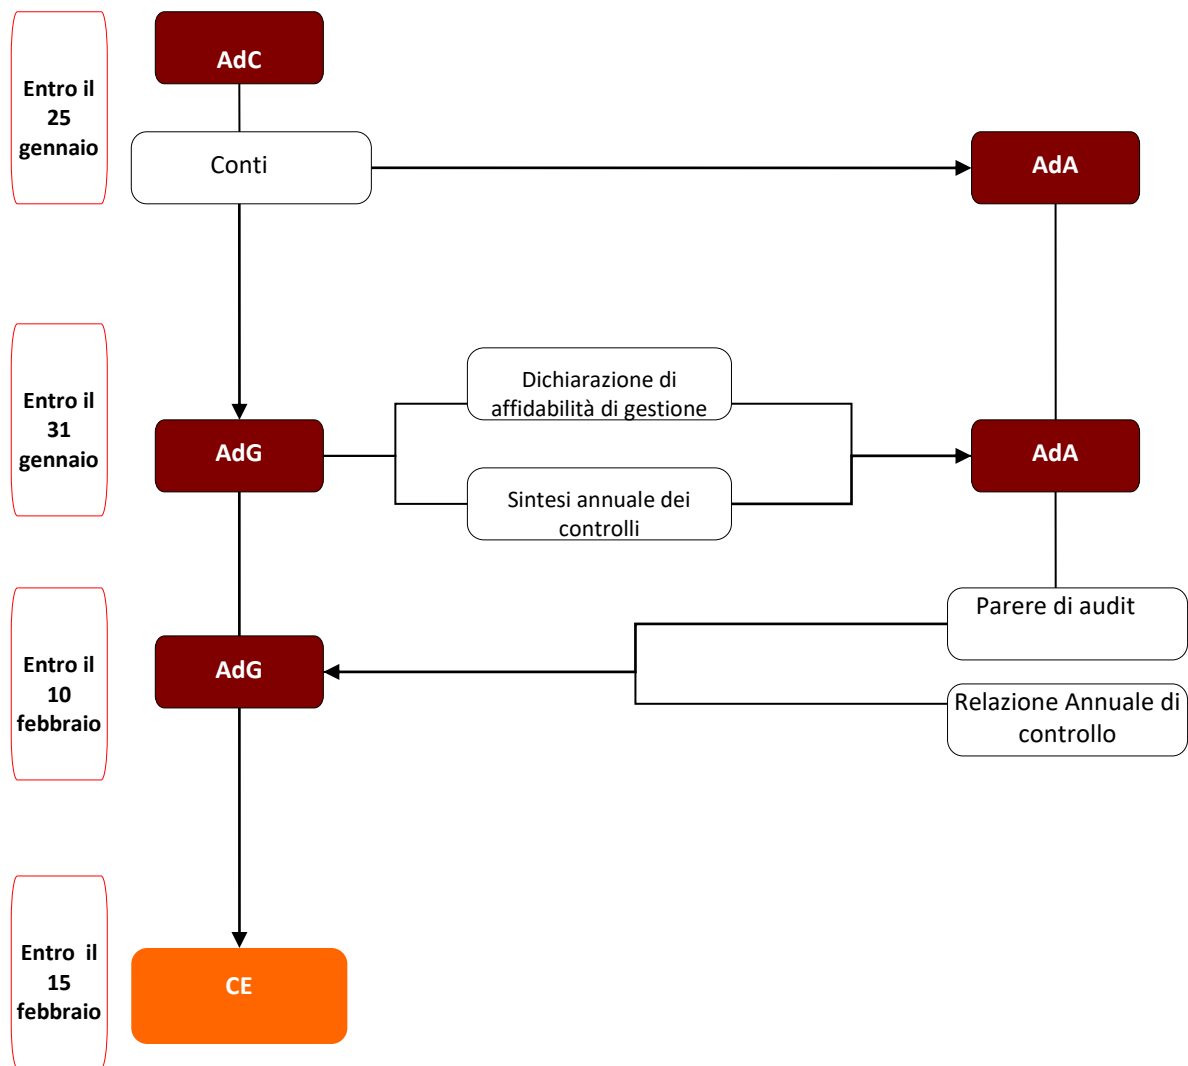 AdC
Entro il
25
gennaio
Conti
AdA
Dichiarazione di
affidabilità di gestione
Entro il
31
gennaio
AdG
AdA
Sintesi annuale dei
controlli
Parere di audit
Entro il
10
febbraio
AdG
Relazione Annuale di
controllo
Entro il
15
febbraio
CE